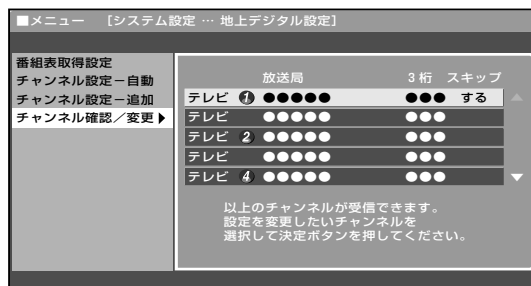 ■メニュー ［システム設定 … 地上デジタル設定］
番組表取得設定
チャンネル設定－自動
チャンネル設定－追加
チャンネル確認／変更▶
放送局 3桁 スキップ
テレビ ❶ ●●●●● ●●● する
テレビ ●●●●● ●●●
テレビ ❷ ●●●●● ●●●
テレビ ●●●●● ●●●
テレビ ❹ ●●●●● ●●●
以上のチャンネルが受信できます。
設定を変更したいチャンネルを
選択して決定ボタンを押してください。